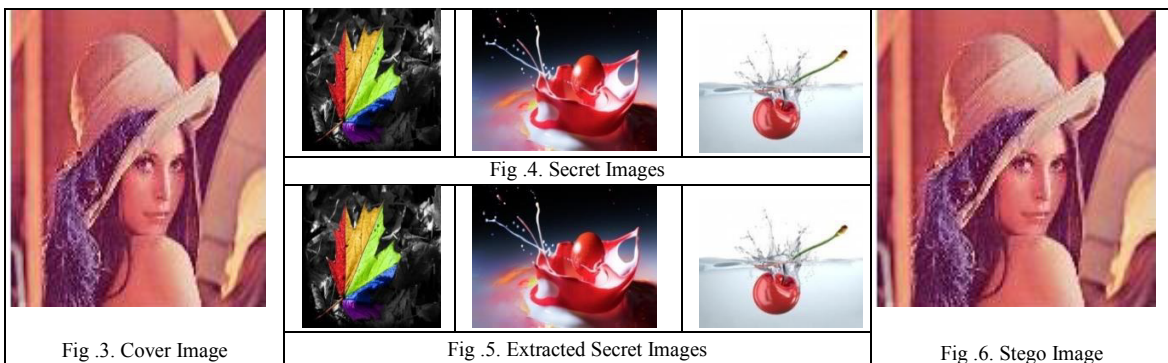 Fig .4. Secret Images
Fig .3. Cover Image
Fig .5. Extracted Secret Images
Fig .6. Stego Image